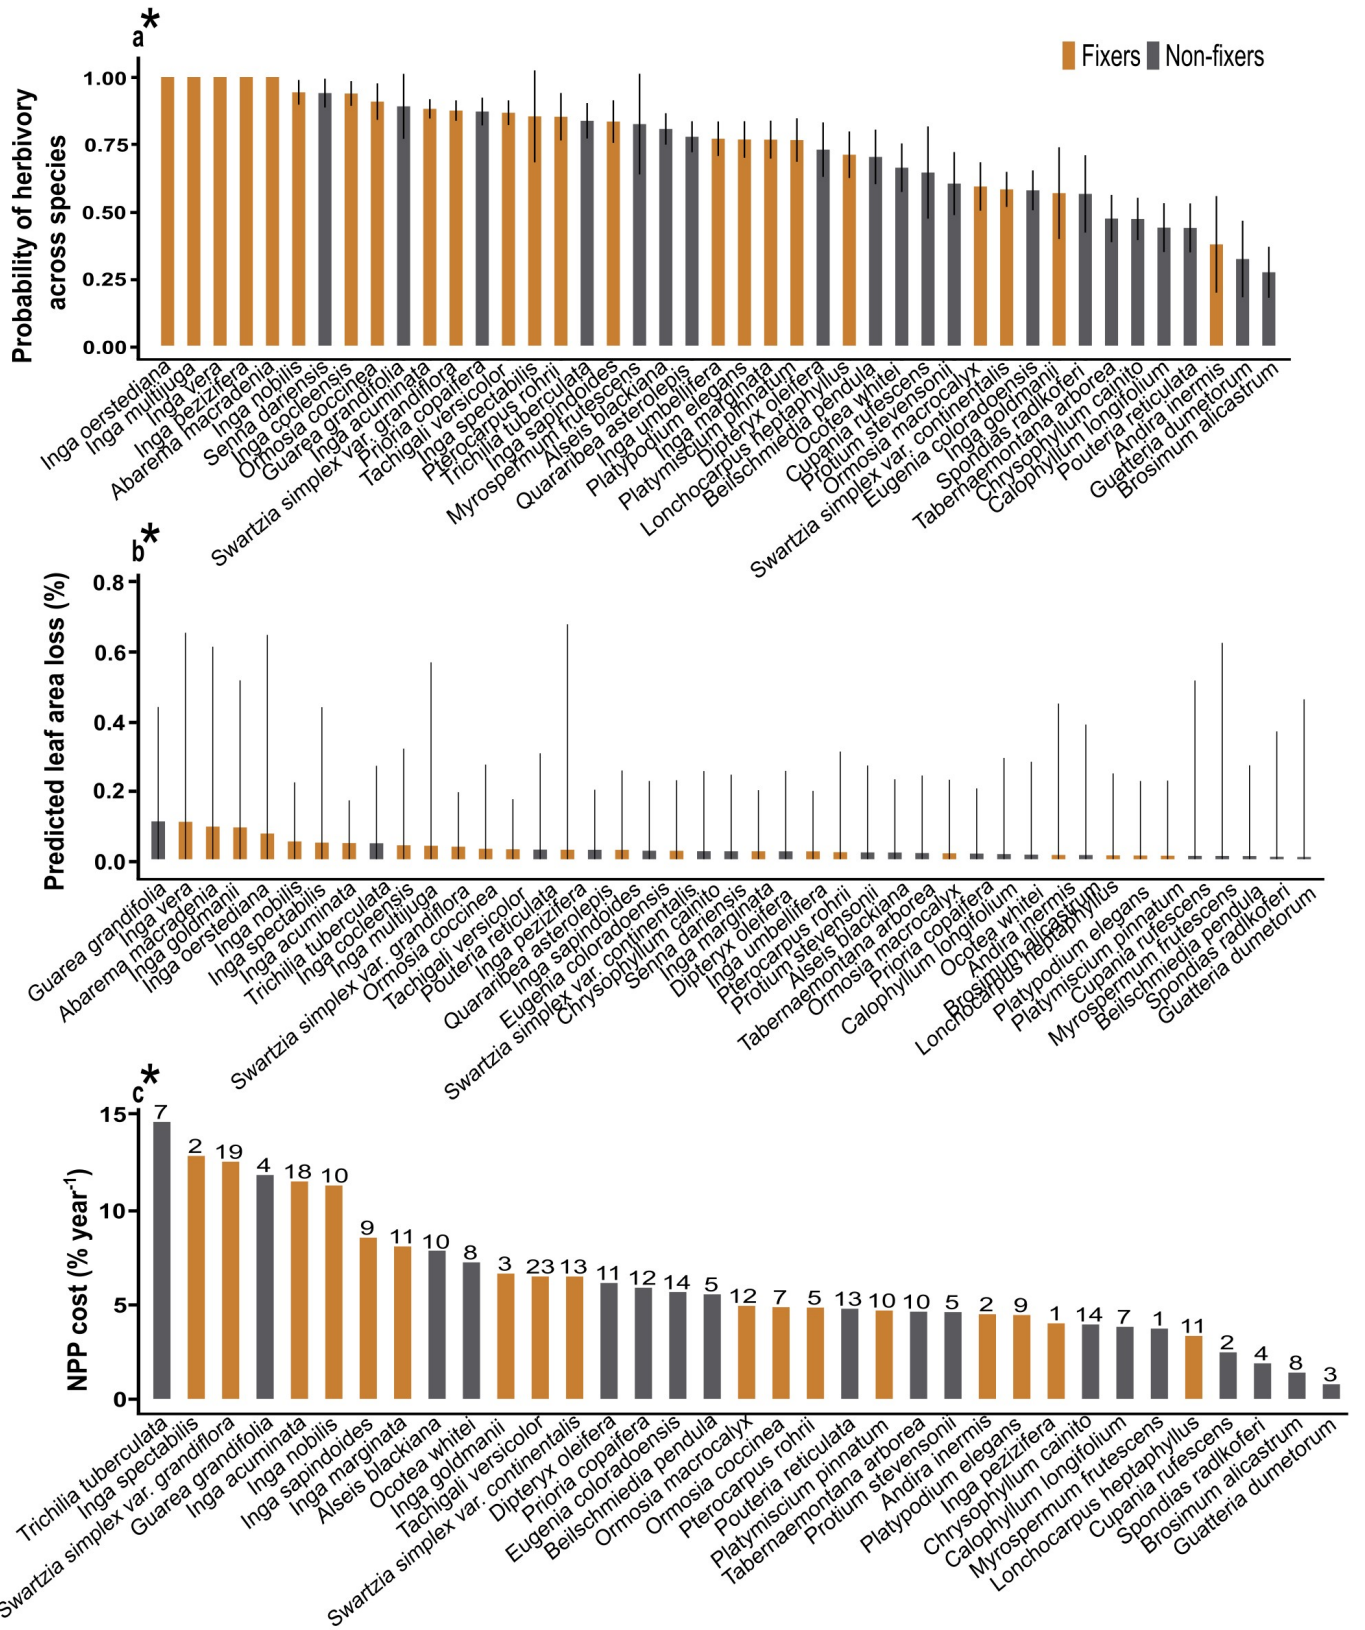 a*
Fixers Non-fixers
Probability of herbivory
across species
1.00
0.75
0.50
0.25
0.00
Inga oerstediana
Inga multijuga
Inga vera
Inga pezizifera
Abarema macradenia
Inga nobilis
Senna dariensis
Inga cocleensis
Ormosia coccinea
Guarea grandifolia
Inga acuminata
Swartzia simplex var. grandiflora
Prioria copaifera
Tachigali versicolor
Inga spectabilis
Pterocarpus rohrii
Trichilia tuberculata
Inga sapindoides
Myrospermum frutescens
Alseis blackiana
Quararibea asterolepis
Inga umbellifera
Platypodium elegans
Inga marginata
Platymiscium pinnatum
Dipteryx oleifera
Lonchocarpus heptaphyllus
Beilschmiedia pendula
Ocotea whitei
Cupania rufescens
Protium stevensonii
Ormosia macrocalyx
Swartzia simplex var. continentalis
Eugenia coloradoensis
Inga goldmanii
Spondias radlkoferi
Tabernaemontana arborea
Chrysophyllum cainito
Calophyllum longifolium
Pouteria reticulata
Andira inermis
Guatteria dumetorum
Brosimum alicastrum
b*
Predicted leaf area loss (%)
0.8
0.6
0.4
0.2
0.0
Guarea grandifolia
Inga vera
Abarema macradenia
Inga goldmanii
Inga oerstediana
Inga nobilis
Inga spectabilis
Inga acuminata
Trichilia tuberculata
Inga cocleensis
Inga multijuga
Swartzia simplex var. grandiflora
Ormosia coccinea
Tachigali versicolor
Pouteria reticulata
Inga pezizifera
Quararibea asterolepis
Inga sapindoides
Eugenia coloradoensis
Swartzia simplex var. continentalis
Chrysophyllum cainito
Senna dariensis
Inga marginata
Dipteryx oleifera
Inga umbellifera
Pterocarpus rohrii
Protium stevensonii
Alseis blackiana
Tabernaemontana arborea
Ormosia macrocalyx
Prioria copaifera
Calophyllum longifolium
Ocotea whitei
Andira inermis
Brosimum alicastrum
Lonchocarpus heptaphyllus
Platypodium elegans
Platymiscium pinnatum
Cupania rufescens
Myrospermum frutescens
Beilschmiedia pendula
Spondias radlkoferi
Guatteria dumetorum
c*
NPP cost (% year-1)
15
10
5
0
7 2 19 4 18 10 9 11 10 8 3 23 13 11 12 14 5 12 7 5 13 10 10 5 2 9 1 14 7 1 11 2 4 8 3
Trichilia tuberculata
Inga spectabilis
Swartzia simplex var. grandiflora
Guarea grandifolia
Inga acuminata
Inga nobilis
Inga sapindoides
Inga marginata
Alseis blackiana
Ocotea whitei
Inga goldmanii
Tachigali versicolor
Swartzia simplex var. continentalis
Dipteryx oleifera
Prioria copaifera
Eugenia coloradoensis
Beilschmiedia pendula
Ormosia macrocalyx
Ormosia coccinea
Pterocarpus rohrii
Pouteria reticulata
Platymiscium pinnatum
Tabernaemontana arborea
Protium stevensonii
Andira inermis
Platypodium elegans
Inga pezizifera
Chrysophyllum cainito
Calophyllum longifolium
Myrospermum frutescens
Lonchocarpus heptaphyllus
Cupania rufescens
Spondias radlkoferi
Brosimum alicastrum
Guatteria dumetorum